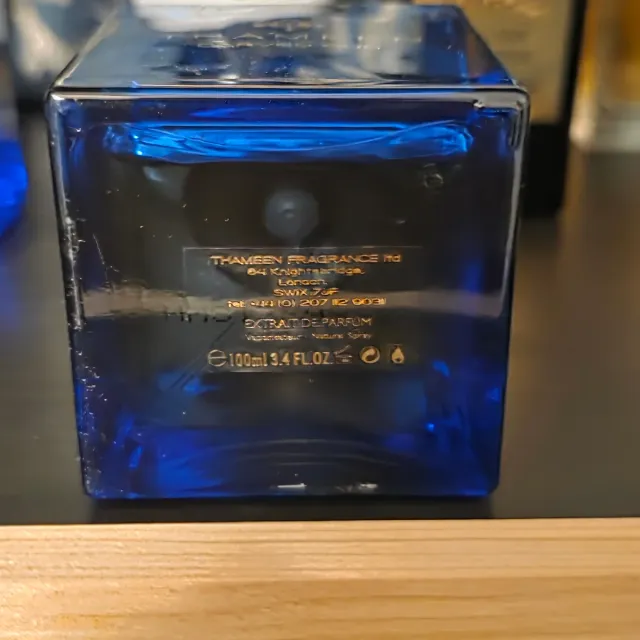 THAMEEN FRAGRANCE ltd
64 Knightsbridge,
London,
SW1X 7JF
EXTRAIT DE PARFUM
Vaporisateur - Natural Spray
100ml 3.4 FL.OZ.